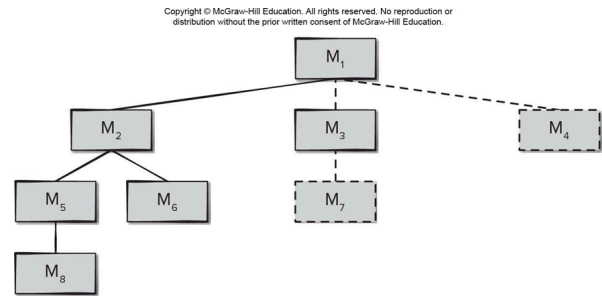 Copyright © McGraw-Hill Education. All rights reserved. No reproduction or
distribution without the prior written consent of McGraw-Hill Education.
M₁
M₂ M₃ M₄
M₅ M₆ M₇
M₈